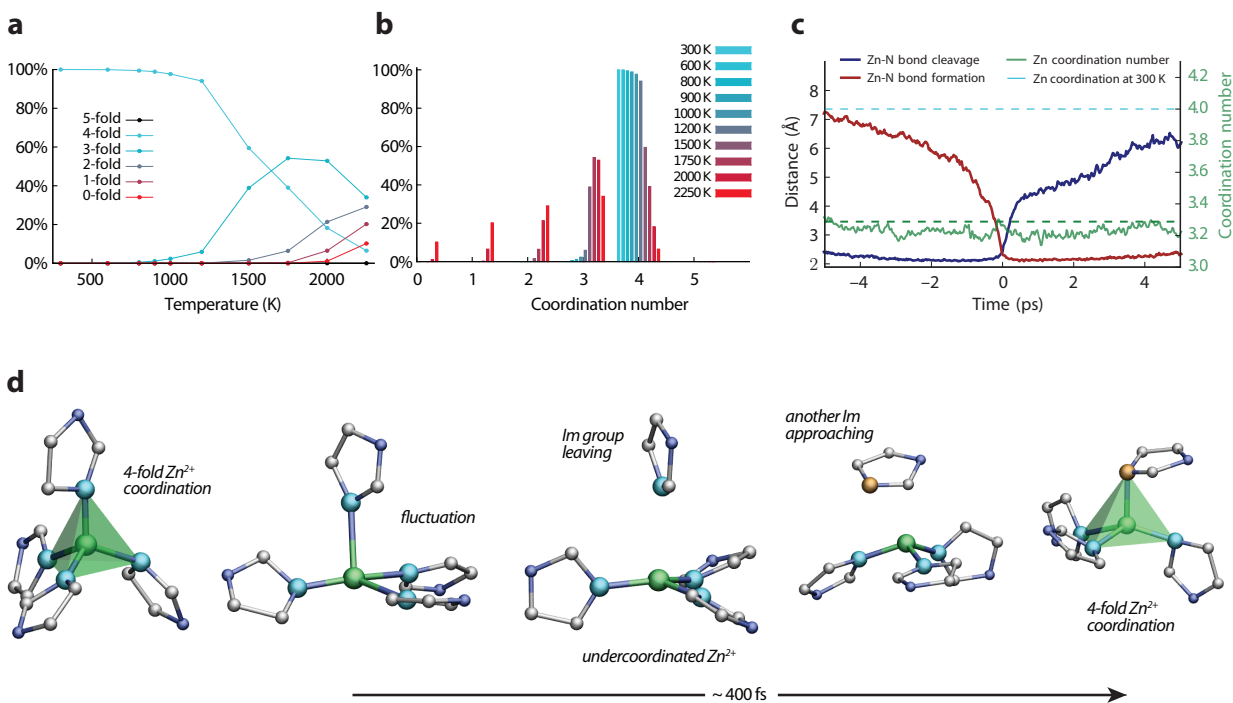 a
100%
80%
60%
40%
20%
0%
5-fold
4-fold
3-fold
2-fold
1-fold
0-fold
500
1000
1500
2000
Temperature (K)
b
100%
80%
60%
40%
20%
0%
0
1
2
3
4
5
Coordination number
300 K
600 K
800 K
900 K
1000 K
1200 K
1500 K
1750 K
2000 K
2250 K
c
Zn-N bond cleavage
Zn-N bond formation
Zn coordination number
Zn coordination at 300 K
Distance (Å)
8
7
6
5
4
3
2
−4
−2
0
2
4
Time (ps)
4.2
4.0
3.8
3.6
3.4
3.2
3.0
Coordination number
d
4-fold Zn²⁺
coordination
fluctuation
Im group
leaving
undercoordinated Zn²⁺
another Im
approaching
4-fold Zn²⁺
coordination
~ 400 fs